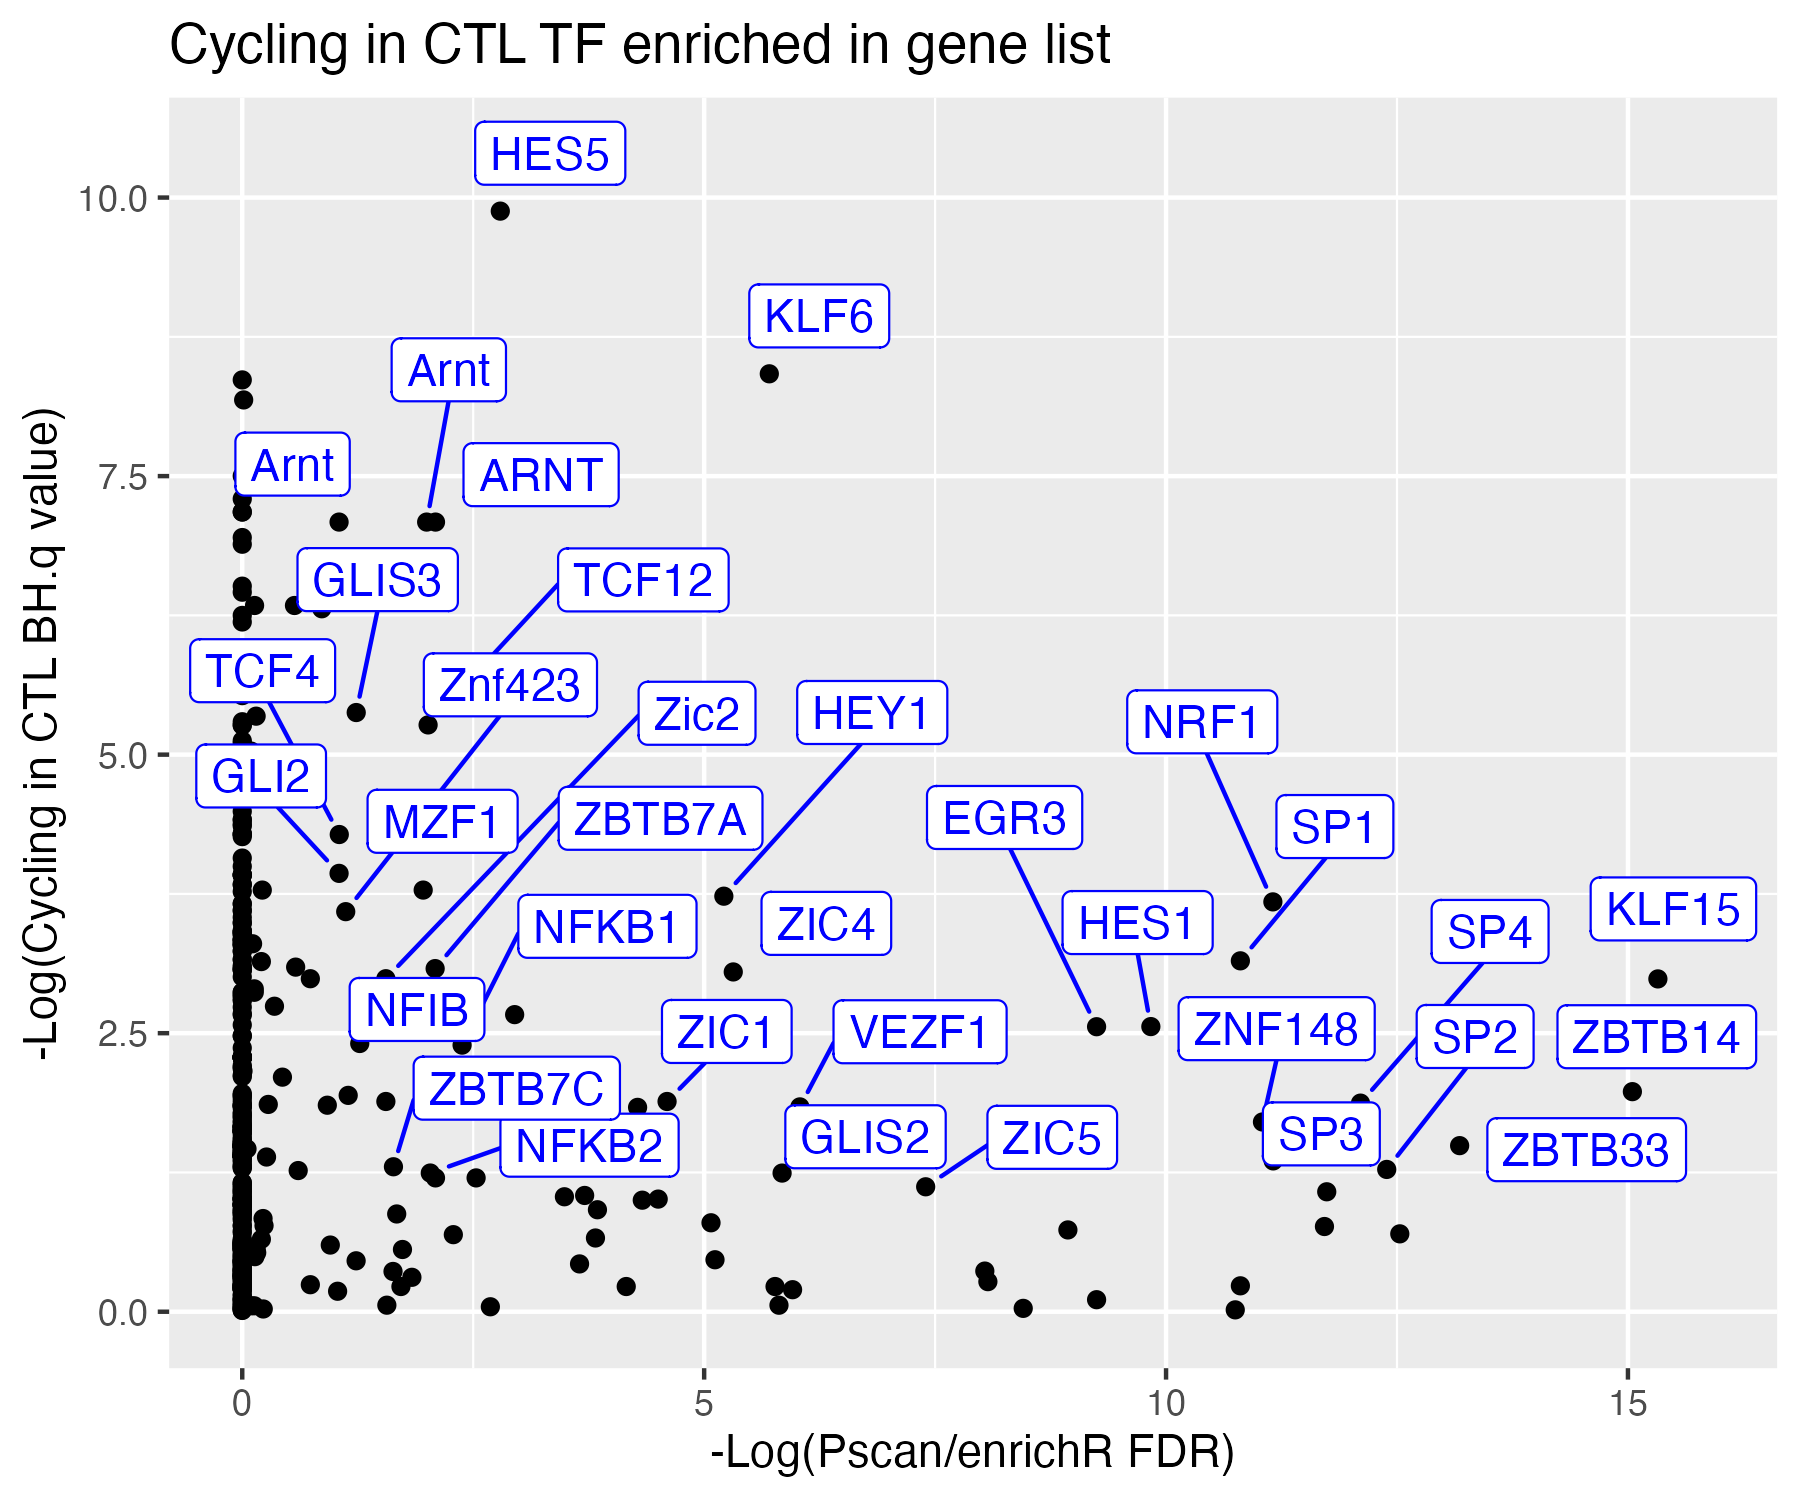 Cycling in CTL TF enriched in gene list
HES5
10.0
KLF6
Arnt
Arnt
ARNT
7.5
GLIS3
TCF12
TCF4
Znf423
Zic2
HEY1
NRF1
5.0
GLI2
MZF1
ZBTB7A
EGR3
SP1
NFKB1
ZIC4
HES1
SP4
KLF15
NFIB
2.5
ZIC1
VEZF1
ZNF148
SP2
ZBTB14
ZBTB7C
NFKB2
GLIS2
ZIC5
SP3
ZBTB33
0.0
0
5
10
15
-Log(Pscan/enrichR FDR)
-Log(Cycling in CTL BH.q value)